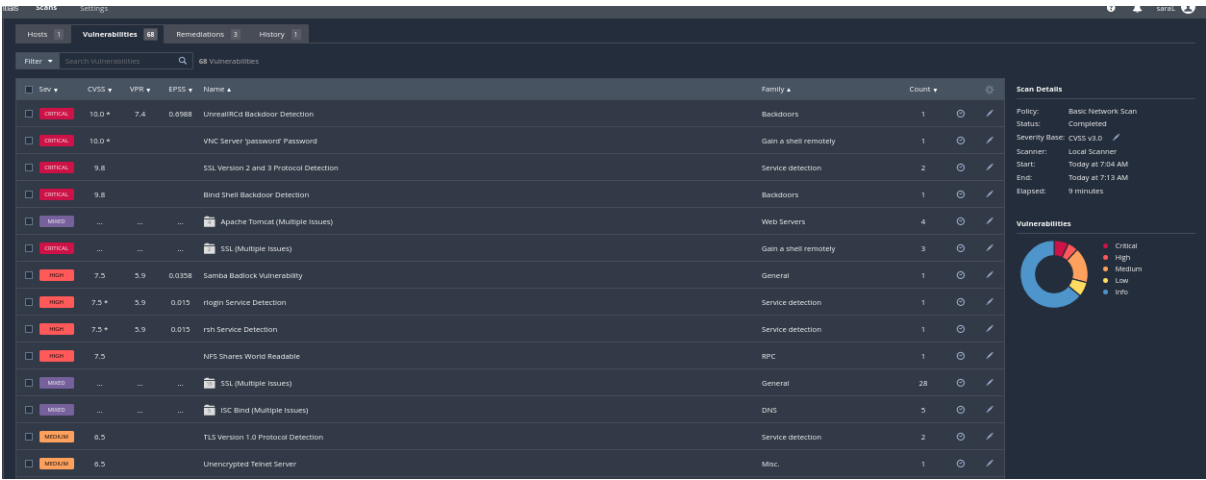 Scans Settings saraL
Hosts 1 Vulnerabilities 68 Remediations 3 History 1
Filter Search Vulnerabilities 68 Vulnerabilities
Sev CVSS VPR EPSS Name Family Count
CRITICAL 10.0 * 7.4 0.6988 UnrealIRCd Backdoor Detection Backdoors 1
CRITICAL 10.0 * VNC Server 'password' Password Gain a shell remotely 1
CRITICAL 9.8 SSL Version 2 and 3 Protocol Detection Service detection 2
CRITICAL 9.8 Bind Shell Backdoor Detection Backdoors 1
MIXED ... ... ... Apache Tomcat (Multiple Issues) Web Servers 4
CRITICAL ... ... ... SSL (Multiple Issues) Gain a shell remotely 3
HIGH 7.5 5.9 0.0358 Samba Badlock Vulnerability General 1
HIGH 7.5 * 5.9 0.015 rlogin Service Detection Service detection 1
HIGH 7.5 * 5.9 0.015 rsh Service Detection Service detection 1
HIGH 7.5 NFS Shares World Readable RPC 1
MIXED ... ... ... SSL (Multiple Issues) General 28
MIXED ... ... ... ISC Bind (Multiple Issues) DNS 5
MEDIUM 6.5 TLS Version 1.0 Protocol Detection Service detection 2
MEDIUM 6.5 Unencrypted Telnet Server Misc. 1
Scan Details
Policy: Basic Network Scan
Status: Completed
Severity Base: CVSS v3.0
Scanner: Local Scanner
Start: Today at 7:04 AM
End: Today at 7:13 AM
Elapsed: 9 minutes
Vulnerabilities
Critical
High
Medium
Low
Info